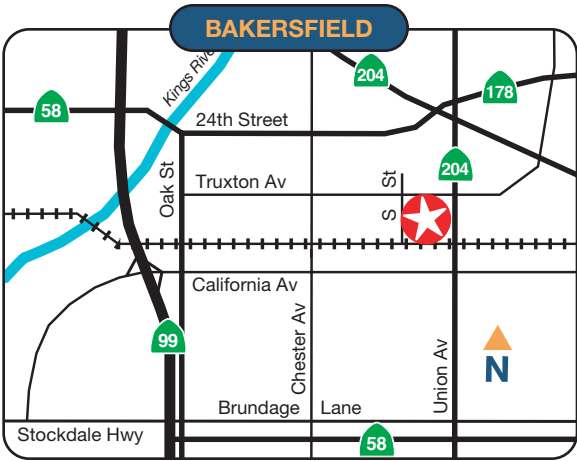 BAKERSFIELD
Kings River
204
178
58
24th Street
204
Oak St
Truxton Av
S St
California Av
99
Chester Av
Union Av
N
Brundage Lane
Stockdale Hwy
58